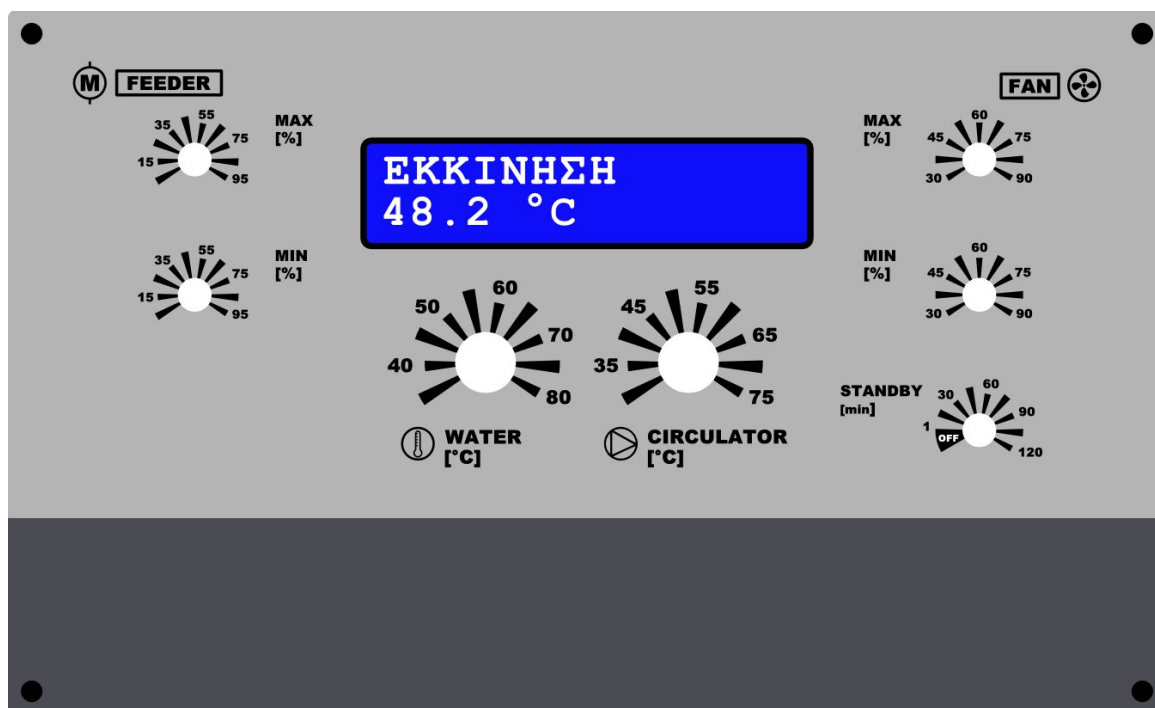 M FEEDER
MAX
[%]
15 35 55 75 95
MIN
[%]
15 35 55 75 95
ΕΚΚΙΝΗΣΗ
48.2 °C
40 50 60 70 80
WATER
[°C]
35 45 55 65 75
CIRCULATOR
[°C]
FAN
MAX
[%]
30 45 60 75 90
MIN
[%]
30 45 60 75 90
STANDBY
[min]
OFF 1 30 60 90 120